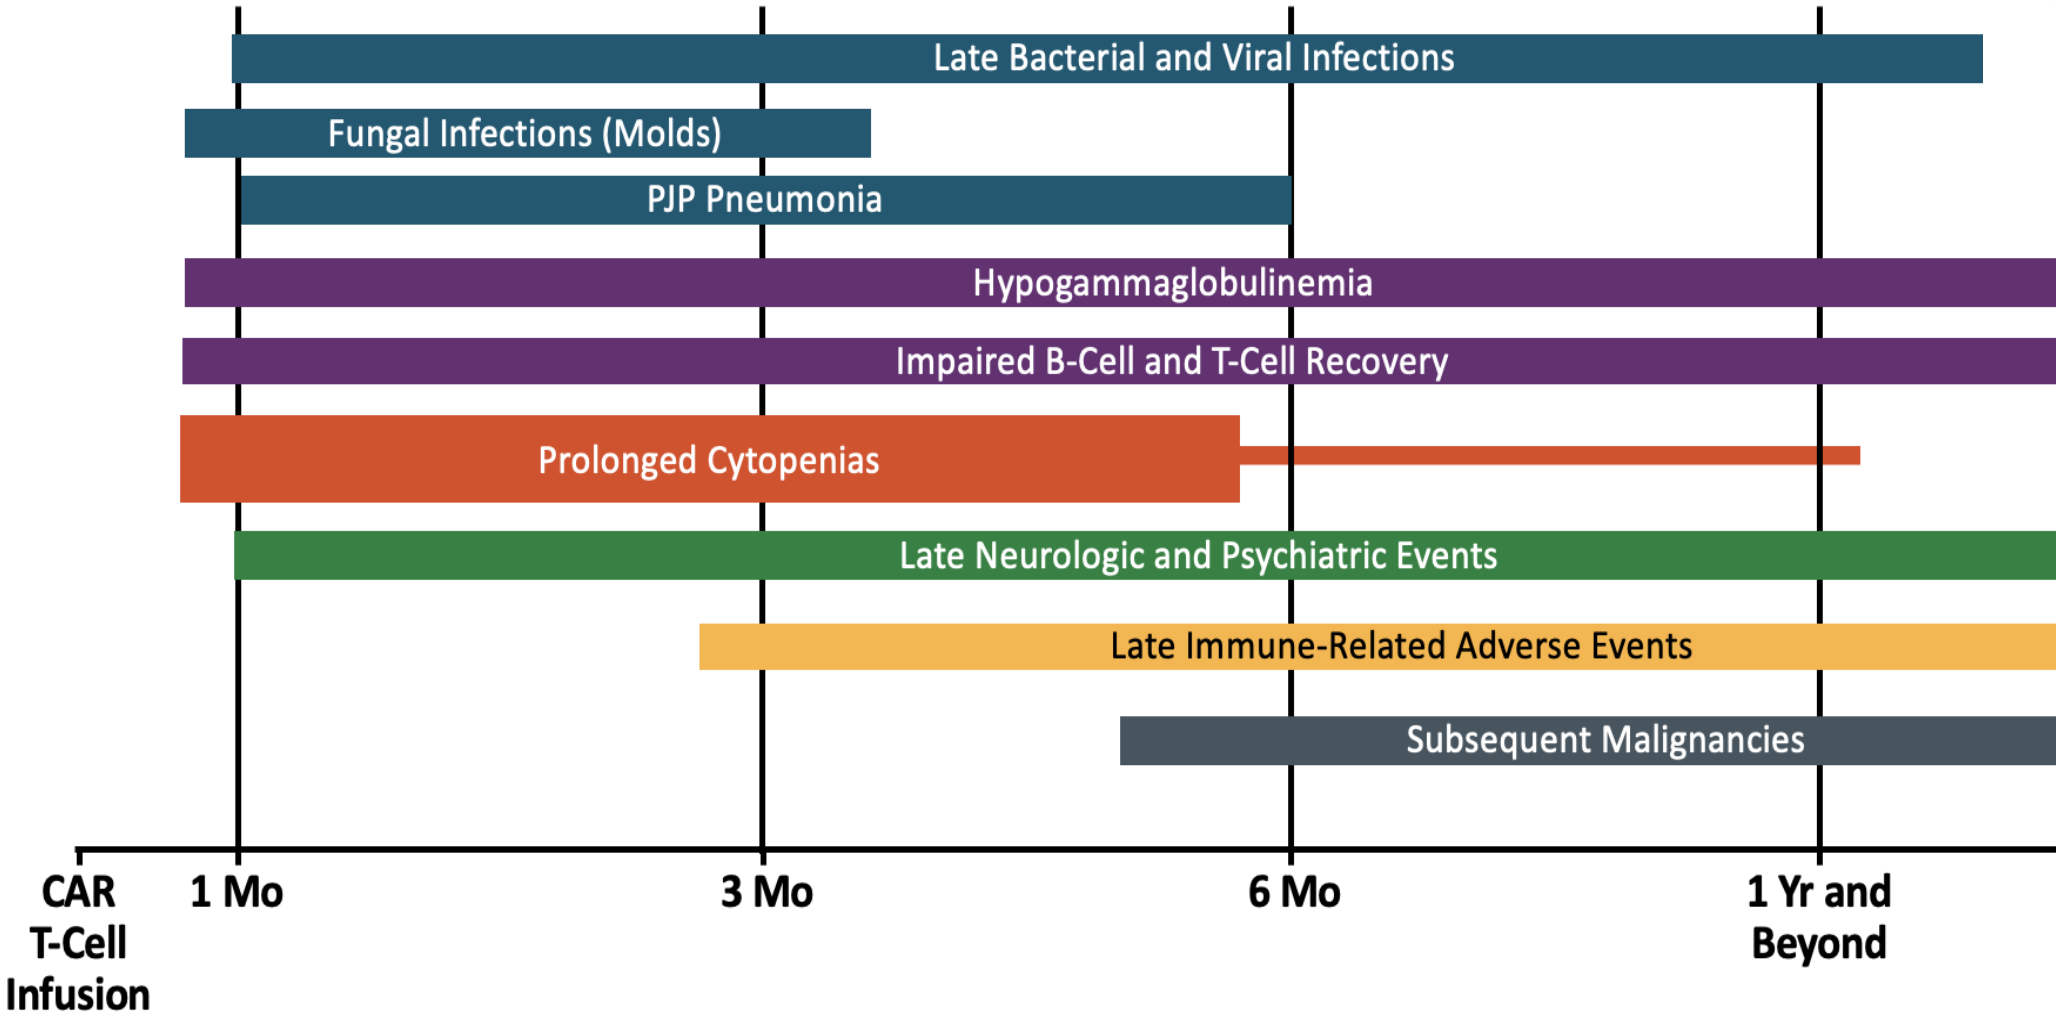 Late Bacterial and Viral Infections
Fungal Infections (Molds)
PJP Pneumonia
Hypogammaglobulinemia
Impaired B-Cell and T-Cell Recovery
Prolonged Cytopenias
Late Neurologic and Psychiatric Events
Late Immune-Related Adverse Events
Subsequent Malignancies
CAR
T-Cell
Infusion
1 Mo
3 Mo
6 Mo
1 Yr and
Beyond